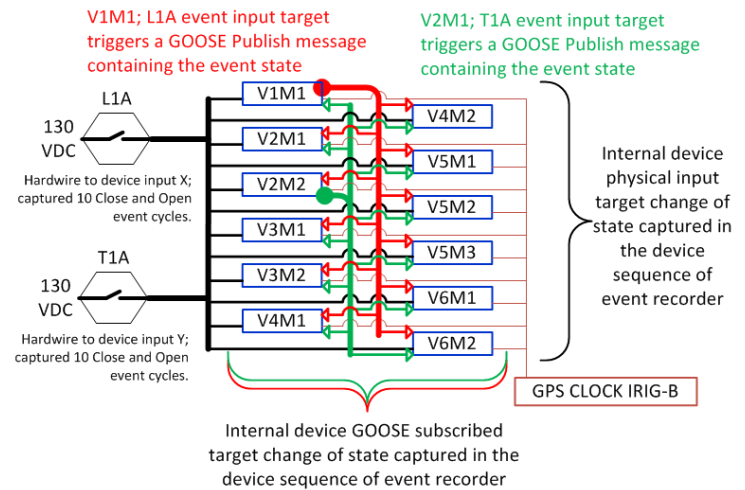 V1M1; L1A event input target
triggers a GOOSE Publish message
containing the event state
V2M1; T1A event input target
triggers a GOOSE Publish message
containing the event state
L1A
130
VDC
Hardwire to device input X;
captured 10 Close and Open
event cycles.
T1A
130
VDC
Hardwire to device input Y;
captured 10 Close and Open
event cycles.
V1M1
V2M1
V2M2
V3M1
V3M2
V4M1
V4M2
V5M1
V5M2
V5M3
V6M1
V6M2
Internal device
physical input
target change of
state captured in
the device
sequence of
event recorder
GPS CLOCK IRIG-B
Internal device GOOSE subscribed
target change of state captured in the
device sequence of event recorder